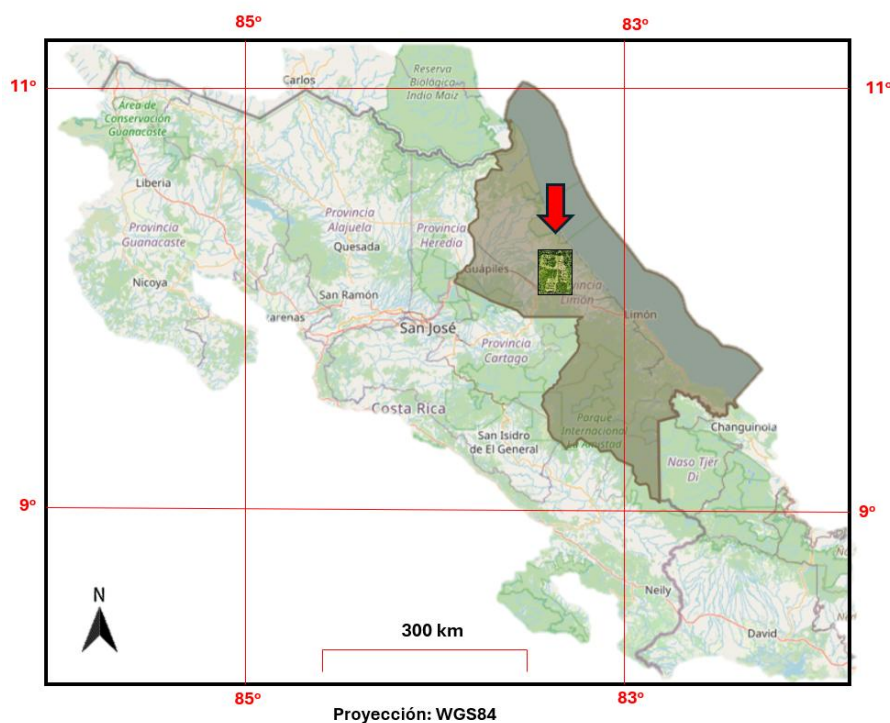 85º
83º
11º
11º
Carlos
Reserva
Biológica
Indio Maíz
Área de
Conservación
Guanacaste
Liberia
Provincia
Guanacaste
Provincia
Alajuela
Provincia
Heredia
Quesada
Guápiles
Nicoya
San Ramón
arenas
San José
Provincia
Limón
Limón
Provincia
Cartago
Costa Rica
San Isidro
de El General
Parque
Internacional
Amistad
Changuinola
Naso Tjër
Di
9º
9º
N
300 km
Neily
David
85º
83º
Proyección: WGS84